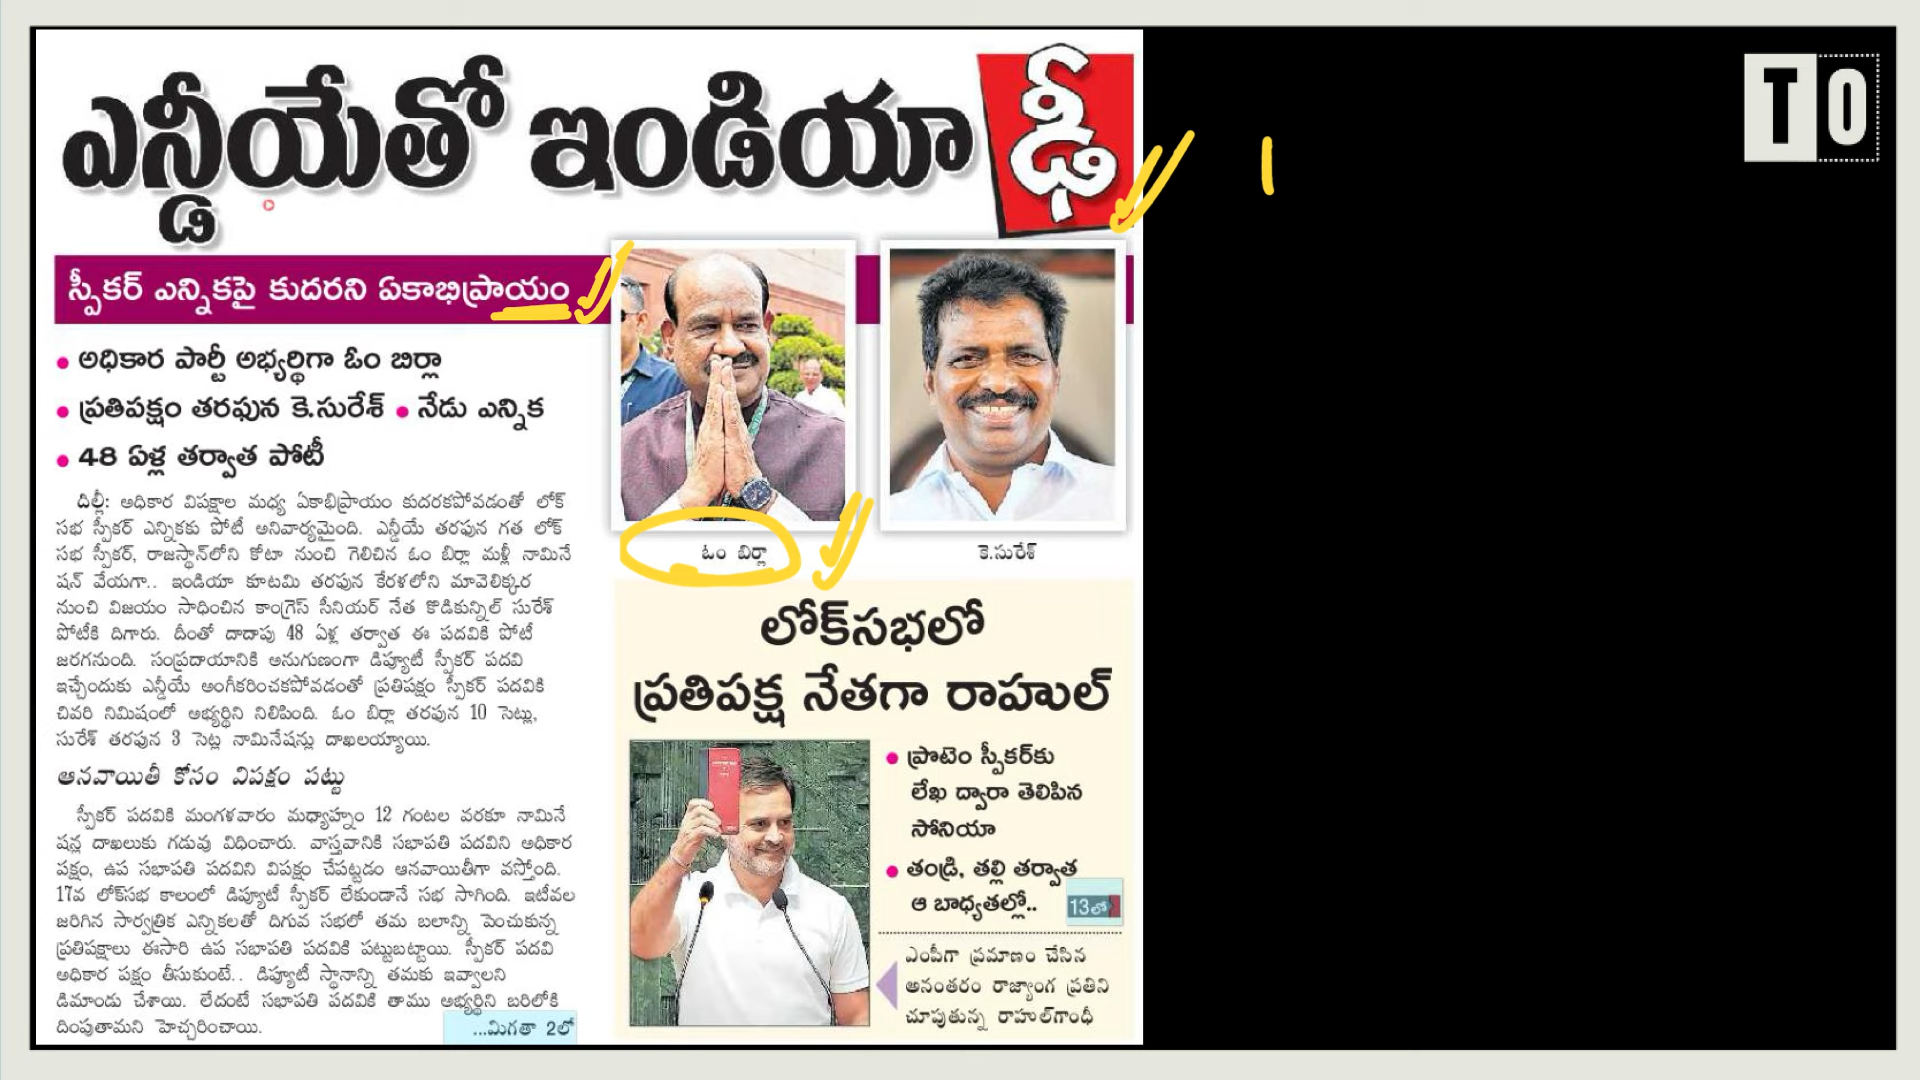 ఎన్డీయేతో ఇండియా ఢీ
TO
స్పీకర్ ఎన్నికపై కుదరని ఏకాభిప్రాయం
• అధికార పార్టీ అభ్యర్థిగా ఓం బిర్లా
• ప్రతిపక్షం తరఫున కె.సురేశ్ • నేడు ఎన్నిక
• 48 ఏళ్ల తర్వాత పోటీ
దిల్లీ: అధికార విపక్షాల మధ్య ఏకాభిప్రాయం కుదరకపోవడంతో లోక్
సభ స్పీకర్ ఎన్నికకు పోటీ అనివార్యమైంది. ఎన్డీయే తరఫున గత లోక్
సభ స్పీకర్, రాజస్థాన్‌లోని కోటా నుంచి గెలిచిన ఓం బిర్లా మళ్లీ నామినే
షన్ వేయగా.. ఇండియా కూటమి తరఫున కేరళలోని మావెలిక్కర
నుంచి విజయం సాధించిన కాంగ్రెస్ సీనియర్ నేత కొడికున్నిల్ సురేశ్
పోటీకి దిగారు. దీంతో దాదాపు 48 ఏళ్ల తర్వాత ఈ పదవికి పోటీ
జరగనుంది. సంప్రదాయానికి అనుగుణంగా డిప్యూటీ స్పీకర్ పదవి
ఇచ్చేందుకు ఎన్డీయే అంగీకరించకపోవడంతో ప్రతిపక్షం స్పీకర్ పదవికి
చివరి నిమిషంలో అభ్యర్థిని నిలిపింది. ఓం బిర్లా తరఫున 10 సెట్లు,
సురేశ్ తరఫున 3 సెట్ల నామినేషన్లు దాఖలయ్యాయి.
ఆనవాయితీ కోసం విపక్షం పట్టు
స్పీకర్ పదవికి మంగళవారం మధ్యాహ్నం 12 గంటల వరకూ నామినే
షన్ల దాఖలుకు గడువు విధించారు. వాస్తవానికి సభాపతి పదవిని అధికార
పక్షం, ఉప సభాపతి పదవిని విపక్షం చేపట్టడం ఆనవాయితీగా వస్తోంది.
17వ లోక్‌సభ కాలంలో డిప్యూటీ స్పీకర్ లేకుండానే సభ సాగింది. ఇటీవల
జరిగిన సార్వత్రిక ఎన్నికలతో దిగువ సభలో తమ బలాన్ని పెంచుకున్న
ప్రతిపక్షాలు ఈసారి ఉప సభాపతి పదవికి పట్టుబట్టాయి. స్పీకర్ పదవి
అధికార పక్షం తీసుకుంటే.. డిప్యూటీ స్థానాన్ని తమకు ఇవ్వాలని
డిమాండు చేశాయి. లేదంటే సభాపతి పదవికి తాము అభ్యర్థిని బరిలోకి
దింపుతామని హెచ్చరించాయి.
...మిగతా 2లో
ఓం బిర్లా
కె.సురేశ్
లోక్‌సభలో
ప్రతిపక్ష నేతగా రాహుల్
• ప్రొటెం స్పీకర్‌కు
లేఖ ద్వారా తెలిపిన
సోనియా
• తండ్రి, తల్లి తర్వాత
ఆ బాధ్యతల్లో..
13లో
ఎంపీగా ప్రమాణం చేసిన
అనంతరం రాజ్యాంగ ప్రతిని
చూపుతున్న రాహుల్‌గాంధీ